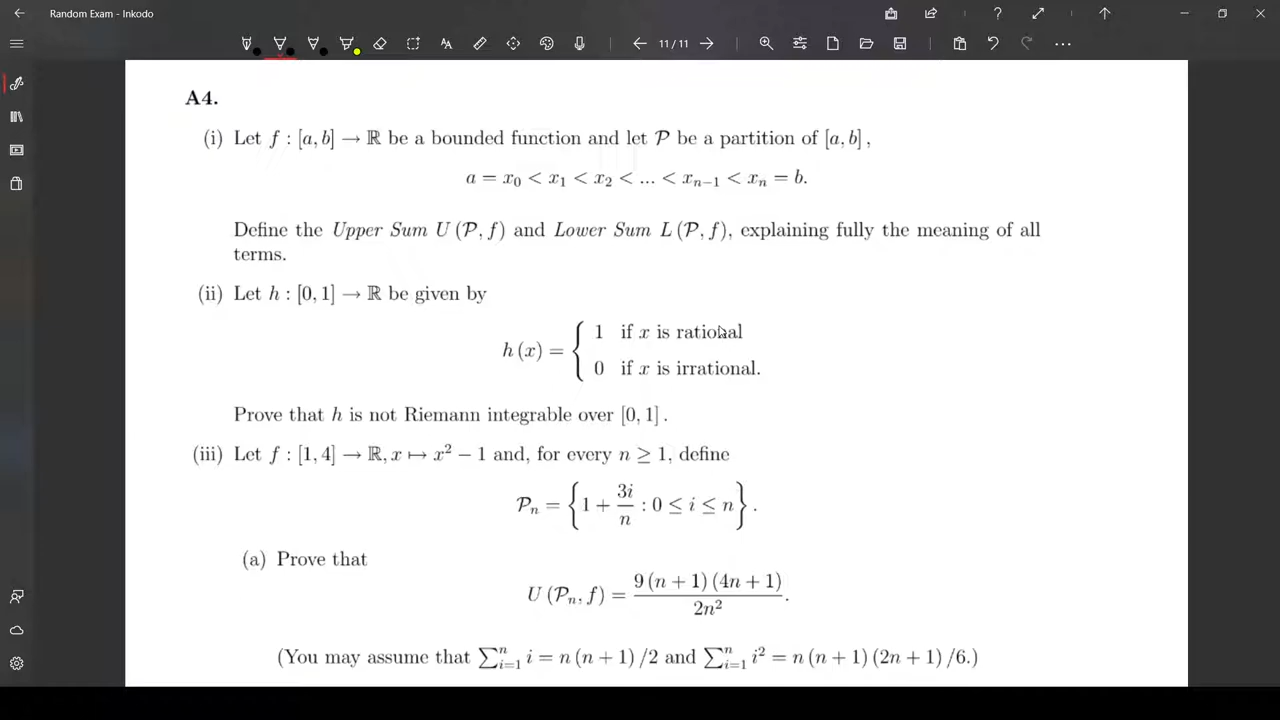 Random Exam - Inkodo
11/11
A4.
(i) Let f : [a, b] → ℝ be a bounded function and let 𝒫 be a partition of [a, b] ,
a = x₀ < x₁ < x₂ < ... < xₙ₋₁ < xₙ = b.
Define the Upper Sum U (𝒫, f) and Lower Sum L (𝒫, f), explaining fully the meaning of all
terms.
(ii) Let h : [0, 1] → ℝ be given by
h (x) = { 1 if x is rational
0 if x is irrational.
Prove that h is not Riemann integrable over [0, 1] .
(iii) Let f : [1, 4] → ℝ, x ↦ x² − 1 and, for every n ≥ 1, define
𝒫ₙ = {1 + 3i/n : 0 ≤ i ≤ n} .
(a) Prove that
U (𝒫ₙ, f) = 9 (n + 1) (4n + 1) / 2n² .
(You may assume that ∑ⁿᵢ₌₁ i = n (n + 1) /2 and ∑ⁿᵢ₌₁ i² = n (n + 1) (2n + 1) /6.)